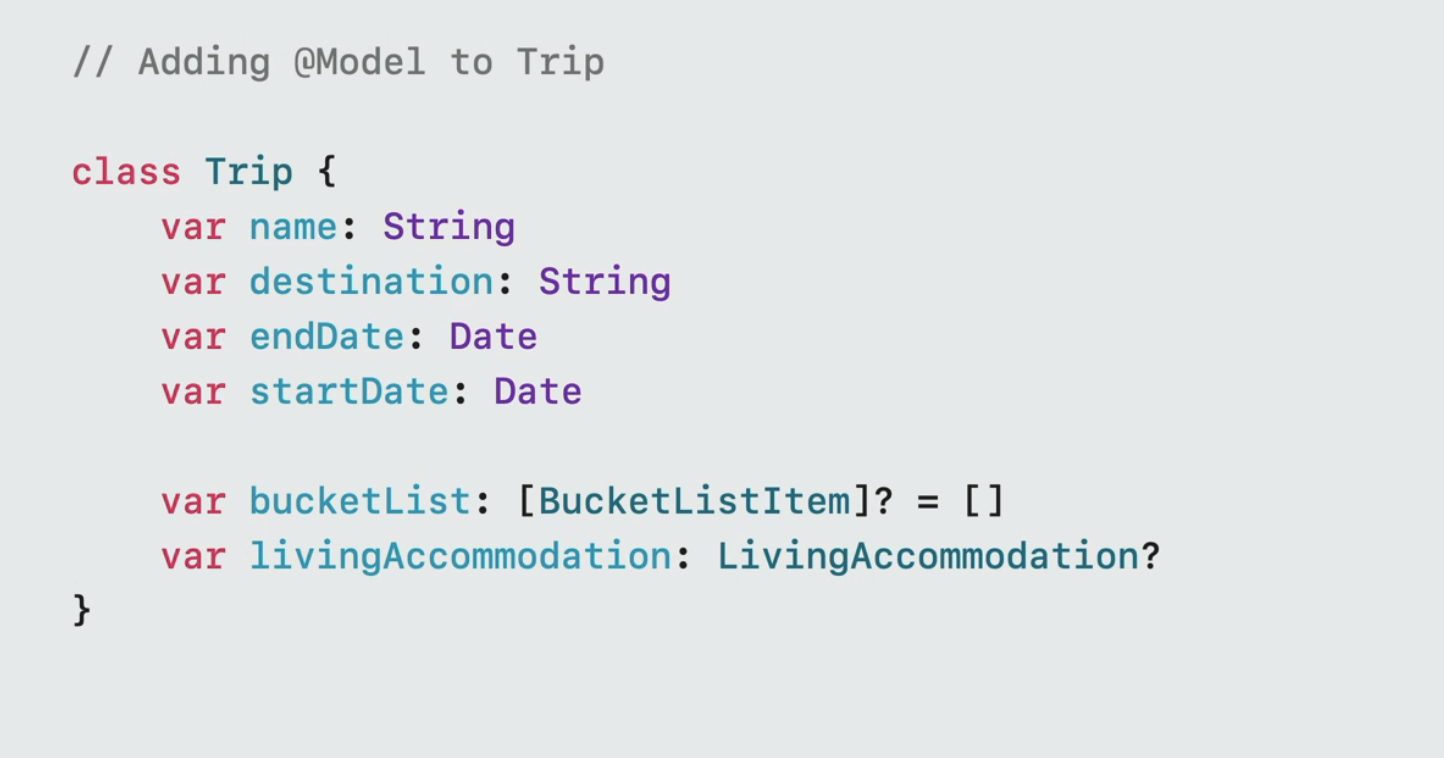 // Adding @Model to Trip
class Trip {
    var name: String
    var destination: String
    var endDate: Date
    var startDate: Date
    var bucketList: [BucketListItem]? = []
    var livingAccommodation: LivingAccommodation?
}